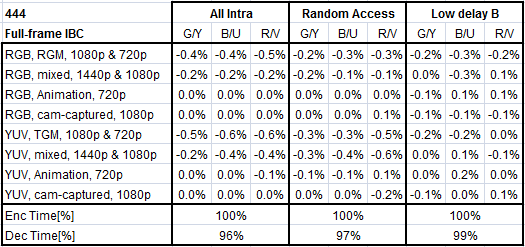 444 All Intra Random Access Low delay B
Full-frame IBC G/Y B/U R/V G/Y B/U R/V G/Y B/U R/V
RGB, RGM, 1080p & 720p -0.4% -0.4% -0.5% -0.2% -0.3% -0.3% -0.2% -0.3% -0.2%
RGB, mixed, 1440p & 1080p -0.2% -0.2% -0.2% -0.2% -0.1% -0.1% 0.0% -0.3% 0.1%
RGB, Animation, 720p 0.0% 0.0% 0.0% 0.0% 0.0% 0.0% -0.1% 0.1% 0.1%
RGB, cam-captured, 1080p 0.0% 0.0% 0.0% 0.0% 0.0% 0.1% -0.1% -0.1% -0.1%
YUV, TGM, 1080p & 720p -0.5% -0.6% -0.6% -0.3% -0.3% -0.5% -0.2% -0.2% 0.0%
YUV, mixed, 1440p & 1080p -0.2% -0.4% -0.4% -0.3% -0.4% -0.6% 0.0% 0.1% -0.1%
YUV, Animation, 720p 0.0% 0.0% -0.1% -0.1% -0.1% 0.1% 0.0% 0.2% 0.0%
YUV, cam-captured, 1080p 0.0% 0.0% 0.0% 0.0% 0.0% -0.2% -0.1% 0.0% 0.1%
Enc Time[%] 100% 100% 100%
Dec Time[%] 96% 97% 99%